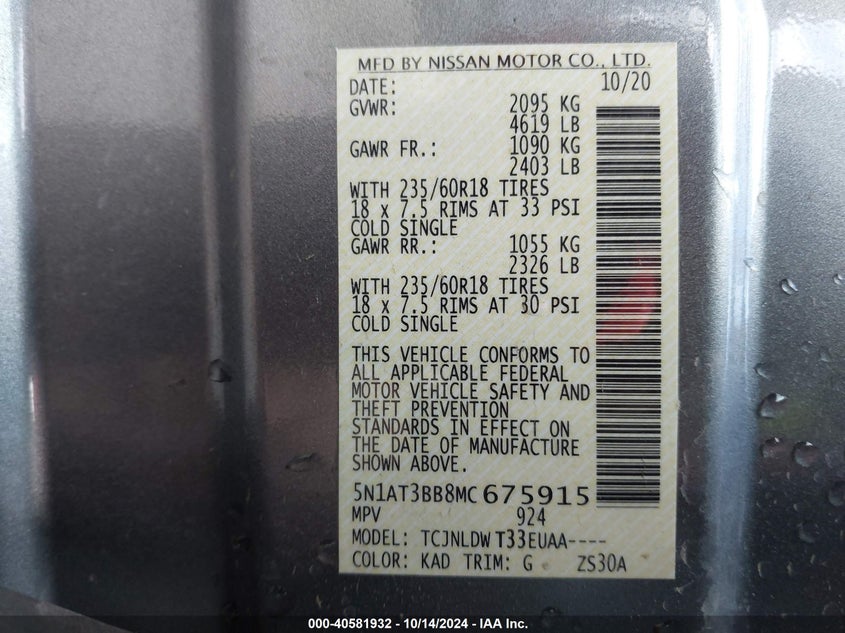 MFD BY NISSAN MOTOR CO., LTD.
DATE: 10/20
GVWR: 2095 KG
4619 LB
GAWR FR.: 1090 KG
2403 LB
WITH 235/60R18 TIRES
18 x 7.5 RIMS AT 33 PSI
COLD SINGLE
GAWR RR.: 1055 KG
2326 LB
WITH 235/60R18 TIRES
18 x 7.5 RIMS AT 30 PSI
COLD SINGLE
THIS VEHICLE CONFORMS TO
ALL APPLICABLE FEDERAL
MOTOR VEHICLE SAFETY AND
THEFT PREVENTION
STANDARDS IN EFFECT ON
THE DATE OF MANUFACTURE
SHOWN ABOVE.
5N1AT3BB8MC675915
MPV 924
MODEL: TCJNLDW T33EUAA----
COLOR: KAD TRIM: G ZS30A
000-40581932 - 10/14/2024 - IAA Inc.